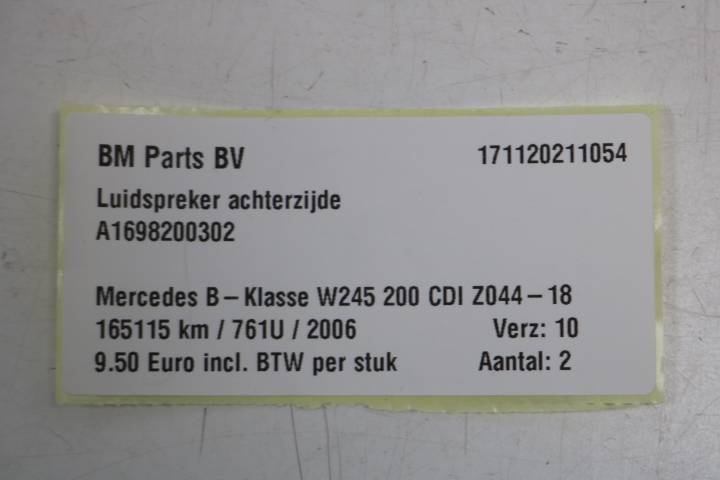 BM Parts BV 171120211054
Luidspreker achterzijde
A1698200302
Mercedes B-Klasse W245 200 CDI Z044-18
165115 km / 761U / 2006 Verz: 10
9.50 Euro incl. BTW per stuk Aantal: 2